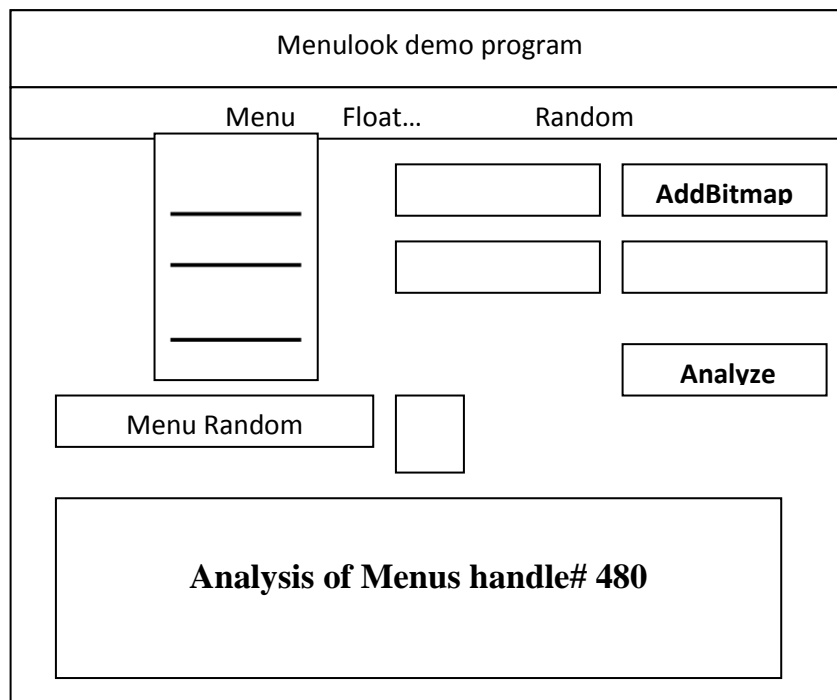 Menulook demo program
Menu Float... Random
AddBitmap
Analyze
Menu Random
Analysis of Menus handle# 480